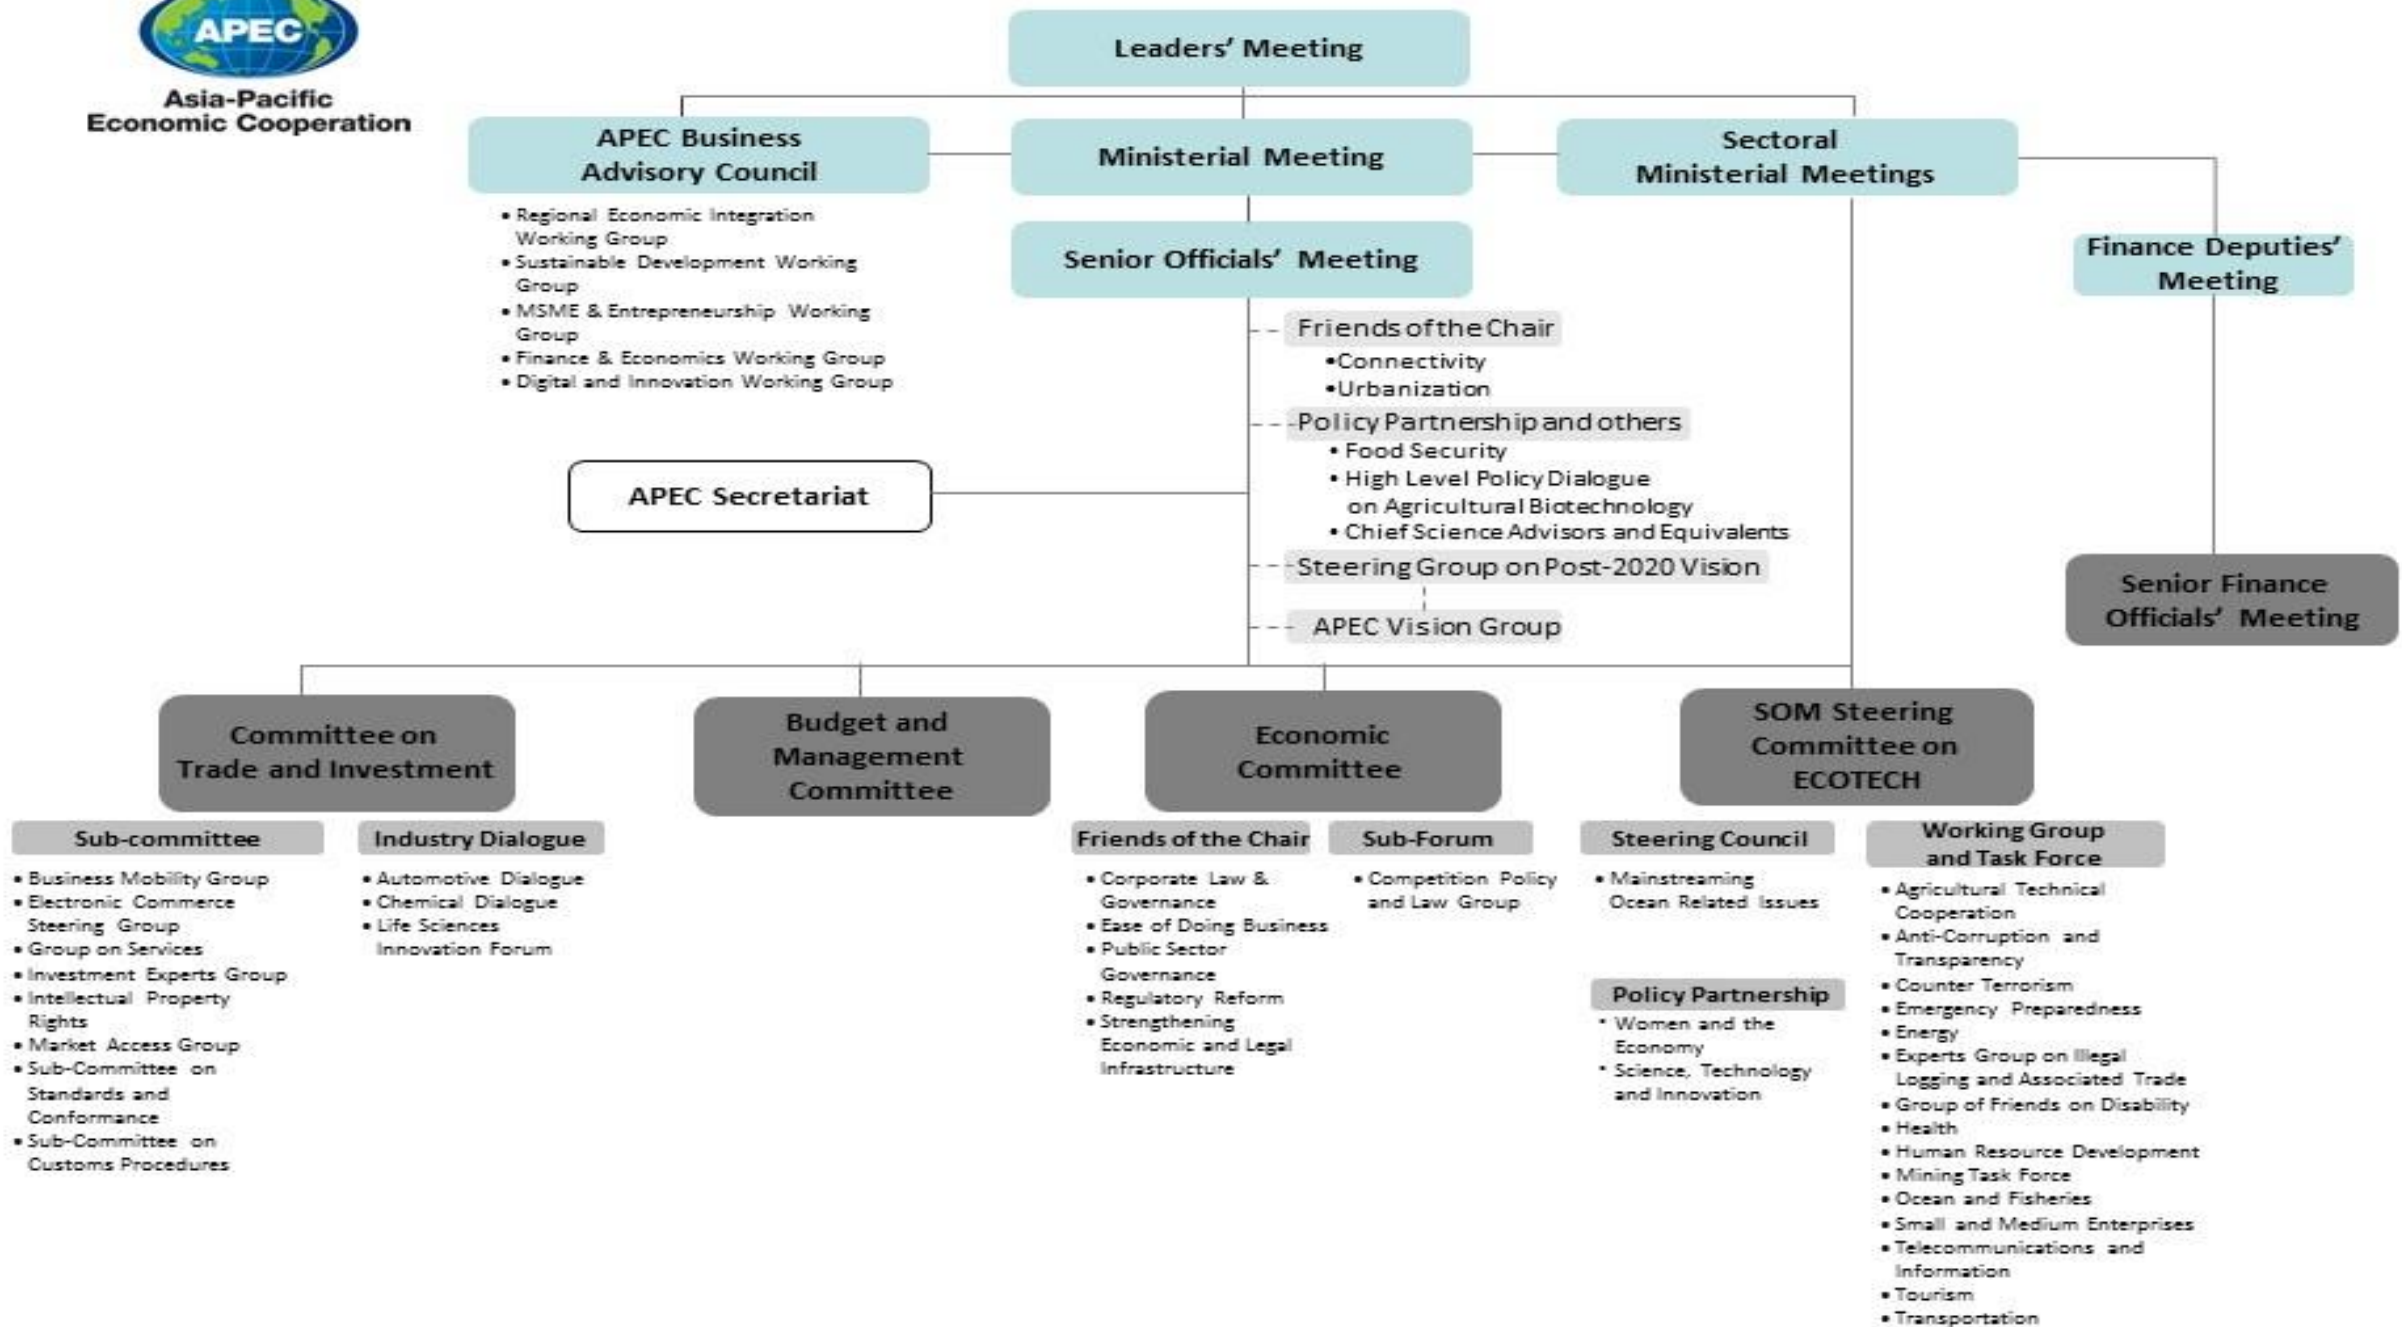 APEC
Asia-Pacific
Economic Cooperation
Leaders' Meeting
APEC Business
Advisory Council
Ministerial Meeting
Sectoral
Ministerial Meetings
• Regional Economic Integration
Working Group
• Sustainable Development Working
Group
• MSME & Entrepreneurship Working
Group
• Finance & Economics Working Group
• Digital and Innovation Working Group
Senior Officials' Meeting
Finance Deputies'
Meeting
Friends of the Chair
•Connectivity
•Urbanization
Policy Partnership and others
• Food Security
• High Level Policy Dialogue
on Agricultural Biotechnology
• Chief Science Advisors and Equivalents
APEC Secretariat
Steering Group on Post-2020 Vision
APEC Vision Group
Senior Finance
Officials' Meeting
Committee on
Trade and Investment
Budget and
Management
Committee
Economic
Committee
SOM Steering
Committee on
ECOTECH
Sub-committee
• Business Mobility Group
• Electronic Commerce
Steering Group
• Group on Services
• Investment Experts Group
• Intellectual Property
Rights
• Market Access Group
• Sub-Committee on
Standards and
Conformance
• Sub-Committee on
Customs Procedures
Industry Dialogue
• Automotive Dialogue
• Chemical Dialogue
• Life Sciences
Innovation Forum
Friends of the Chair
• Corporate Law &
Governance
• Ease of Doing Business
• Public Sector
Governance
• Regulatory Reform
• Strengthening
Economic and Legal
Infrastructure
Sub-Forum
• Competition Policy
and Law Group
Steering Council
• Mainstreaming
Ocean Related Issues
Policy Partnership
• Women and the
Economy
• Science, Technology
and Innovation
Working Group
and Task Force
• Agricultural Technical
Cooperation
• Anti-Corruption and
Transparency
• Counter Terrorism
• Emergency Preparedness
• Energy
• Experts Group on Illegal
Logging and Associated Trade
• Group of Friends on Disability
• Health
• Human Resource Development
• Mining Task Force
• Ocean and Fisheries
• Small and Medium Enterprises
• Telecommunications and
Information
• Tourism
• Transportation